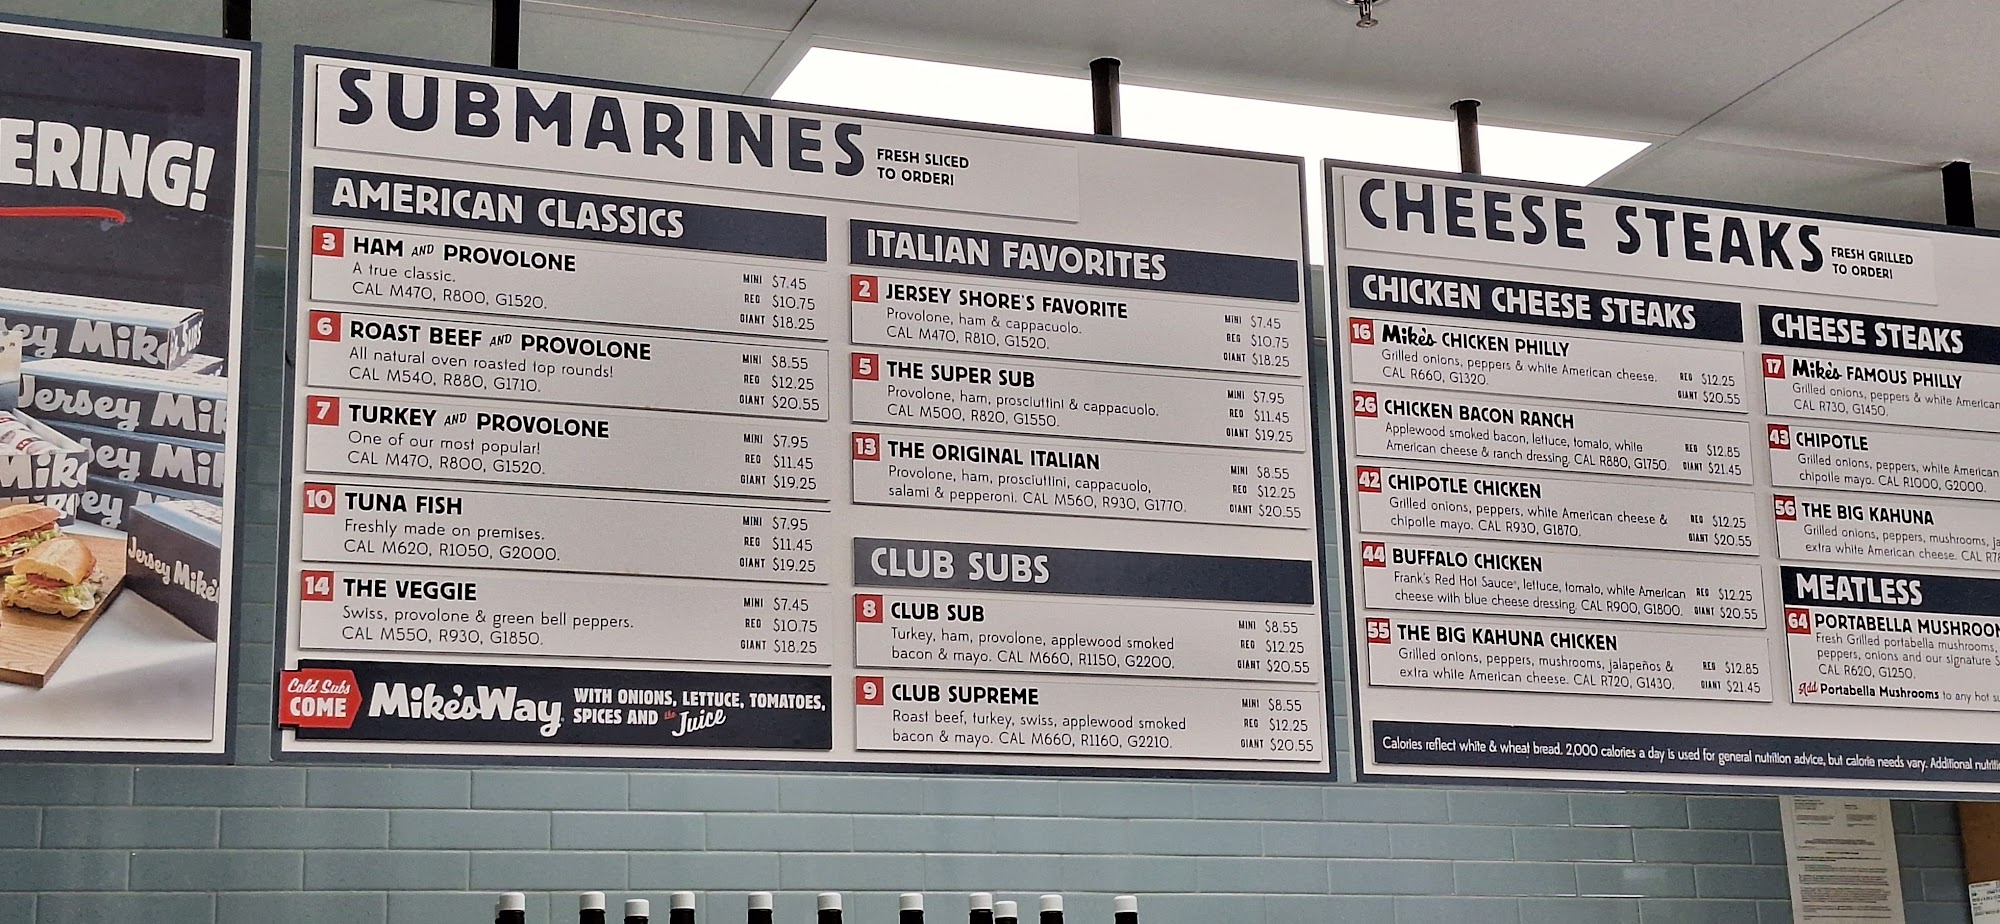 ERING!
Jersey Mike's Subs
Jersey Mi
Jersey Mike's
SUBMARINES
FRESH SLICED
TO ORDER!
AMERICAN CLASSICS
3 HAM AND PROVOLONE
A true classic.
CAL M470, R800, G1520.
MINI $7.45
REG $10.75
GIANT $18.25
6 ROAST BEEF AND PROVOLONE
All natural oven roasted top rounds!
CAL M540, R880, G1710.
MINI $8.55
REG $12.25
GIANT $20.55
7 TURKEY AND PROVOLONE
One of our most popular!
CAL M470, R800, G1520.
MINI $7.95
REG $11.45
GIANT $19.25
10 TUNA FISH
Freshly made on premises.
CAL M620, R1050, G2000.
MINI $7.95
REG $11.45
GIANT $19.25
14 THE VEGGIE
Swiss, provolone & green bell peppers.
CAL M550, R930, G1850.
MINI $7.45
REG $10.75
GIANT $18.25
Cold Subs
COME
Mike's Way
WITH ONIONS, LETTUCE, TOMATOES,
SPICES AND the Juice
ITALIAN FAVORITES
2 JERSEY SHORE'S FAVORITE
Provolone, ham & cappacuolo.
CAL M470, R810, G1520.
MINI $7.45
REG $10.75
GIANT $18.25
5 THE SUPER SUB
Provolone, ham, prosciuttini & cappacuolo.
CAL M500, R820, G1550.
MINI $7.95
REG $11.45
GIANT $19.25
13 THE ORIGINAL ITALIAN
Provolone, ham, prosciuttini, cappacuolo,
salami & pepperoni. CAL M560, R930, G1770.
MINI $8.55
REG $12.25
GIANT $20.55
CLUB SUBS
8 CLUB SUB
Turkey, ham, provolone, applewood smoked
bacon & mayo. CAL M660, R1150, G2200.
MINI $8.55
REG $12.25
GIANT $20.55
9 CLUB SUPREME
Roast beef, turkey, swiss, applewood smoked
bacon & mayo. CAL M660, R1160, G2210.
MINI $8.55
REG $12.25
GIANT $20.55
CHEESE STEAKS
FRESH GRILLED
TO ORDER!
CHICKEN CHEESE STEAKS
16 Mike's CHICKEN PHILLY
Grilled onions, peppers & white American cheese.
CAL R660, G1320.
REG $12.25
GIANT $20.55
26 CHICKEN BACON RANCH
Applewood smoked bacon, lettuce, tomato, white
American cheese & ranch dressing. CAL R880, G1750.
REG $12.85
GIANT $21.45
42 CHIPOTLE CHICKEN
Grilled onions, peppers, white American cheese &
chipotle mayo. CAL R930, G1870.
REG $12.25
GIANT $20.55
44 BUFFALO CHICKEN
Frank's Red Hot Sauce®, lettuce, tomato, white American
cheese with blue cheese dressing. CAL R900, G1800.
REG $12.25
GIANT $20.55
55 THE BIG KAHUNA CHICKEN
Grilled onions, peppers, mushrooms, jalapeños &
extra white American cheese. CAL R720, G1430.
REG $12.85
GIANT $21.45
CHEESE STEAKS
17 Mike's FAMOUS PHILLY
Grilled onions, peppers & white American
CAL R730, G1450.
43 CHIPOTLE
Grilled onions, peppers, white American
chipotle mayo. CAL R1000, G2000.
56 THE BIG KAHUNA
Grilled onions, peppers, mushrooms, ja
extra white American cheese. CAL R7
MEATLESS
64 PORTABELLA MUSHROOM
Fresh Grilled portabella mushrooms,
peppers, onions and our signature S
CAL R620, G1250.
Add Portabella Mushrooms to any hot su
Calories reflect white & wheat bread. 2,000 calories a day is used for general nutrition advice, but calorie needs vary. Additional nutriti